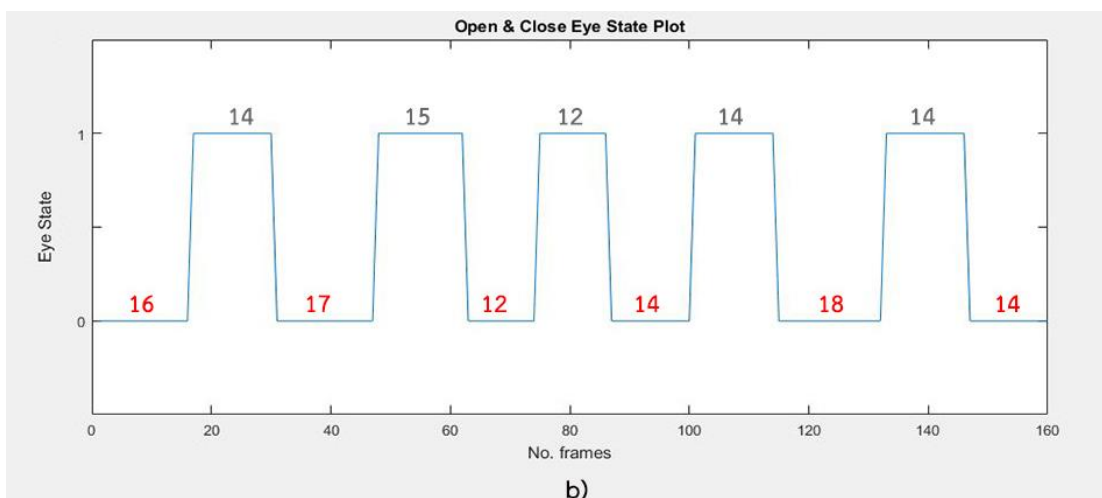 Open & Close Eye State Plot
14 15 12 14 14
1
Eye State
16 17 12 14 18 14
0
0 20 40 60 80 100 120 140 160
No. frames
b)